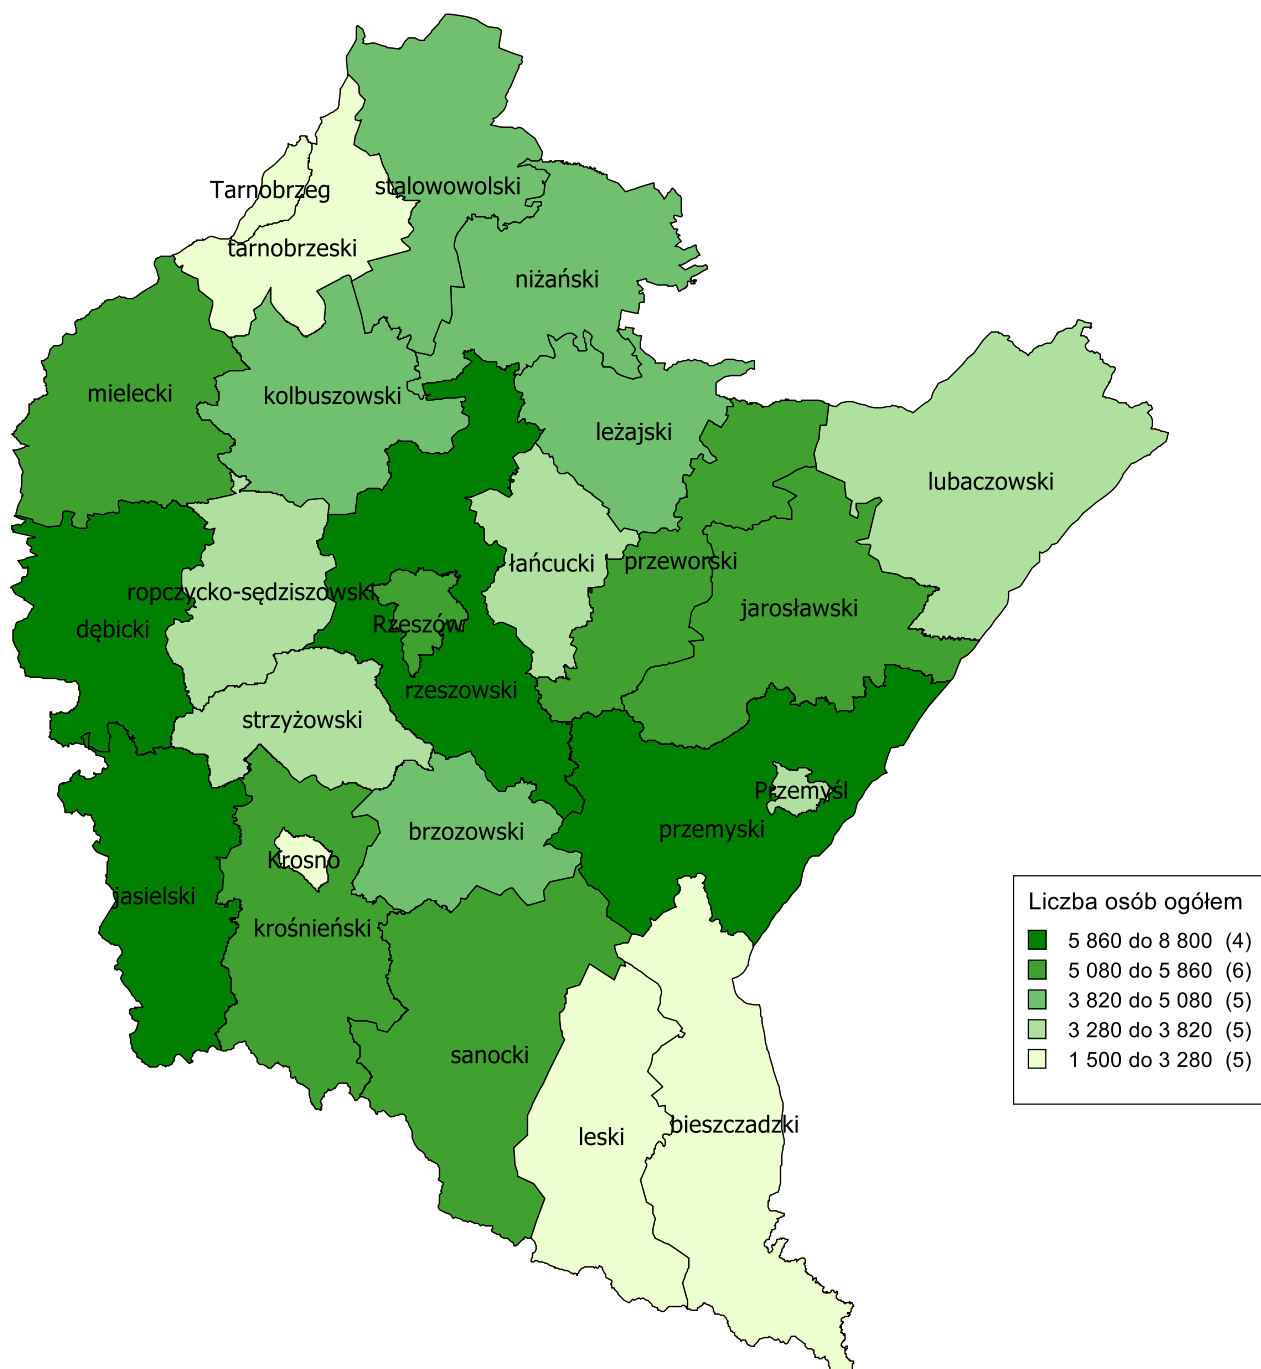 stalowowolski
Tarnobrzeg
tarnobrzeski
niżański
mielecki
kolbuszowski
leżajski
lubaczowski
łańcucki
przeworski
ropczycko-sędziszowski
jarosławski
Rzeszów
dębicki
rzeszowski
strzyżowski
Przemyśl
przemyski
brzozowski
Krosno
jasielski
krośnieński
sanocki
bieszczadzki
leski
Liczba osób ogółem
5 860 do 8 800 (4)
5 080 do 5 860 (6)
3 820 do 5 080 (5)
3 280 do 3 820 (5)
1 500 do 3 280 (5)